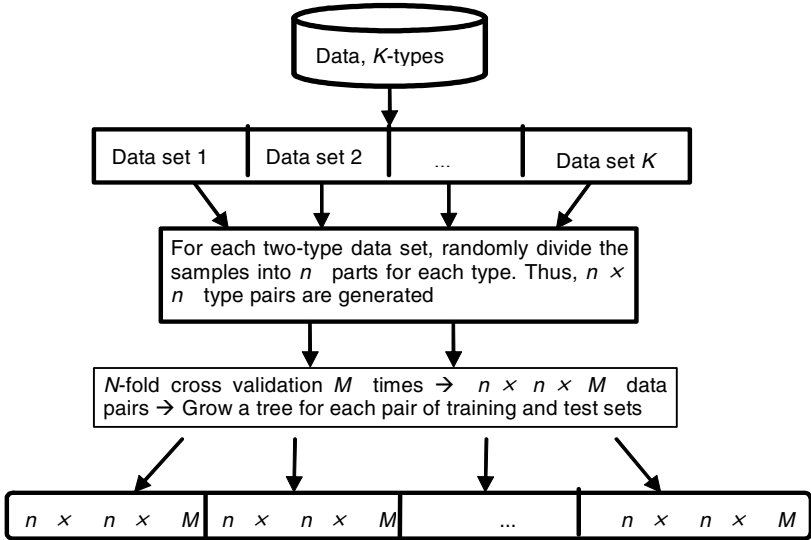 Data, K-types
Data set 1 Data set 2 ... Data set K
For each two-type data set, randomly divide the
samples into n parts for each type. Thus, n ×
n type pairs are generated
N-fold cross validation M times → n × n × M data
pairs → Grow a tree for each pair of training and test sets
n × n × M n × n × M ... n × n × M